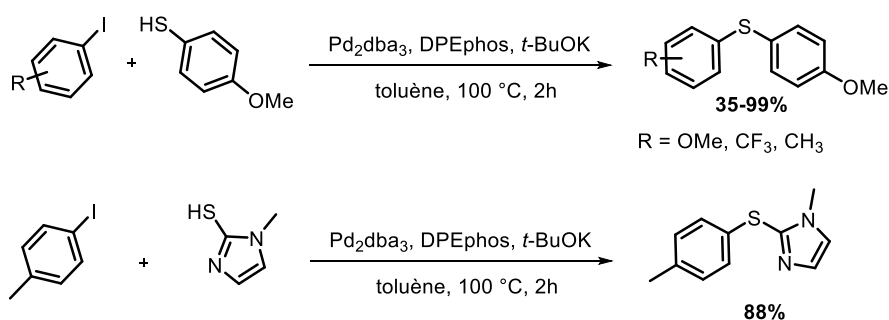 I
HS
R
+
OMe
Pd2dba3, DPEphos, t-BuOK
toluène, 100 °C, 2h
R
S
OMe
35-99%
R = OMe, CF3, CH3
I
+
HS
N
N
Pd2dba3, DPEphos, t-BuOK
toluène, 100 °C, 2h
S
N
N
88%